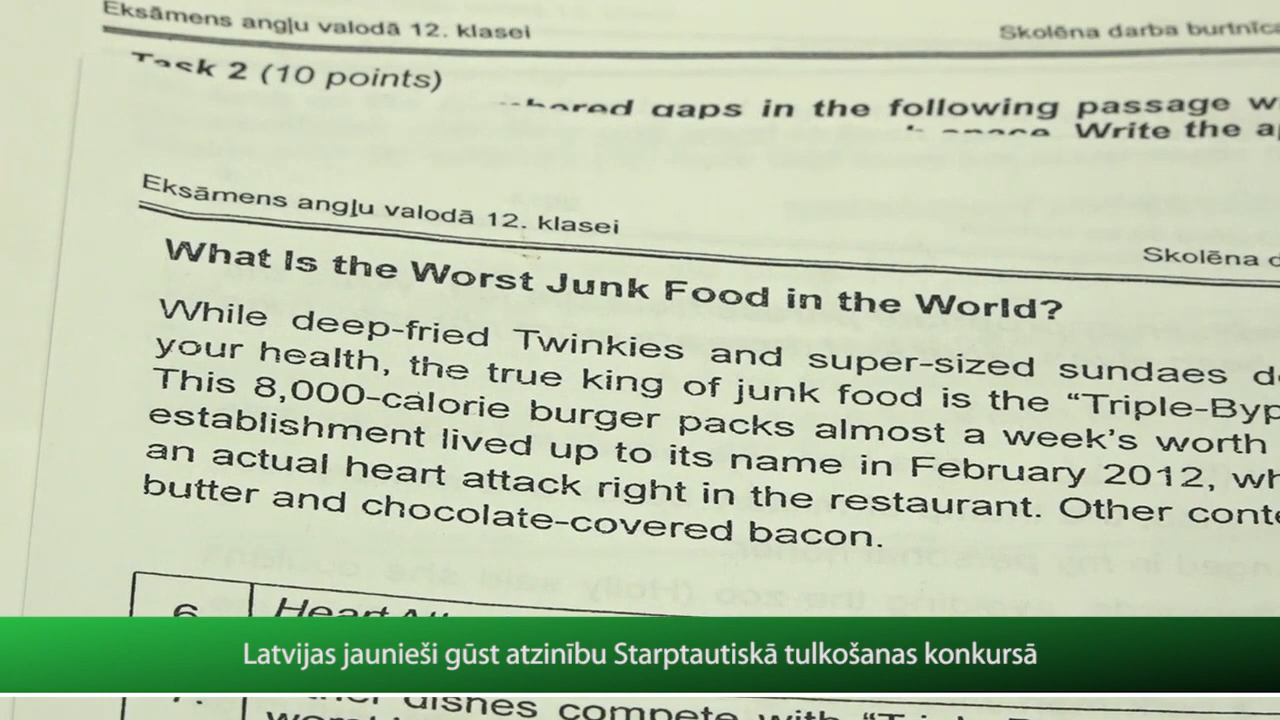 Eksāmens angļu valodā 12. klasei
Skolēna darba burtnīca
Task 2 (10 points)
gaps in the following passage
Write the
Eksāmens angļu valodā 12. klasei
Skolēna
What Is the Worst Junk Food in the World?
While deep-fried Twinkies and super-sized sundaes
your health, the true king of junk food is the “Triple-Byp
This 8,000-calorie burger packs almost a week’s worth
establishment lived up to its name in February 2012, wh
an actual heart attack right in the restaurant. Other conte
butter and chocolate-covered bacon.
6. Heart
Latvijas jaunieši gūst atzinību Starptautiskā tulkošanas konkursā
7. dishes compete with